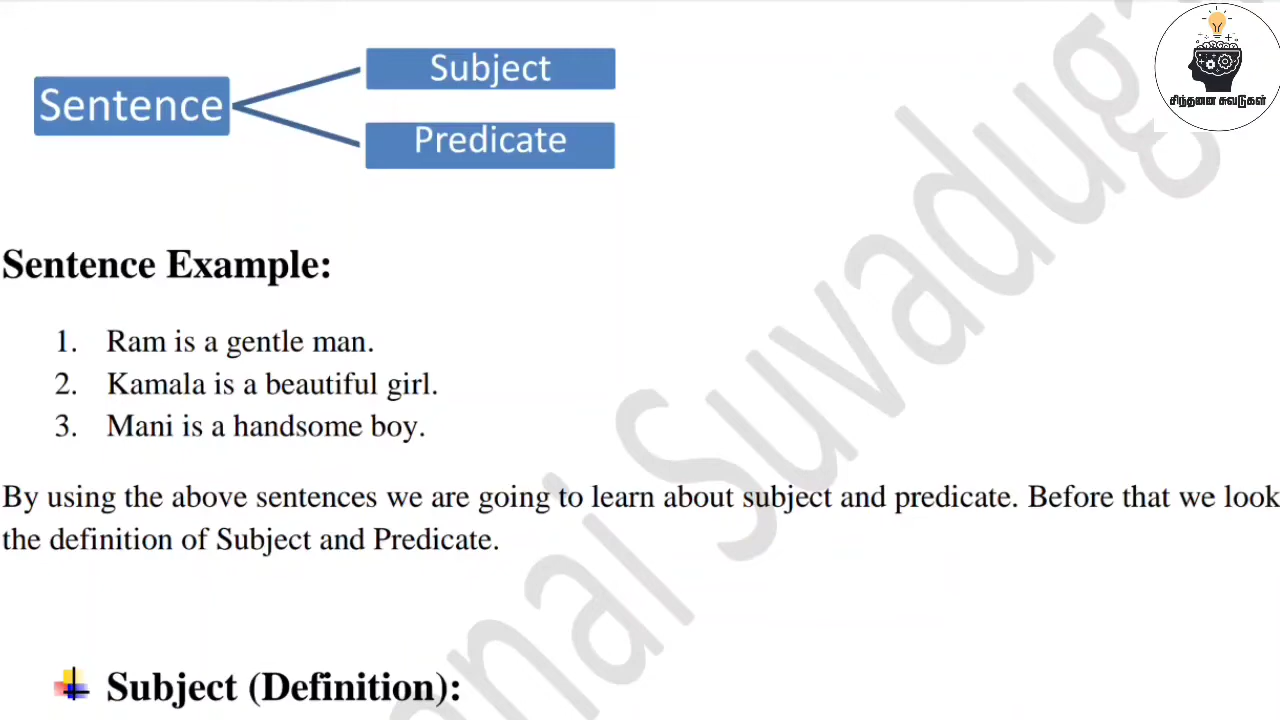 Sentence
Subject
Predicate
சிந்தனை சுவடுகள்
Sentence Example:
1. Ram is a gentle man.
2. Kamala is a beautiful girl.
3. Mani is a handsome boy.
By using the above sentences we are going to learn about subject and predicate. Before that we look
the definition of Subject and Predicate.
Subject (Definition):